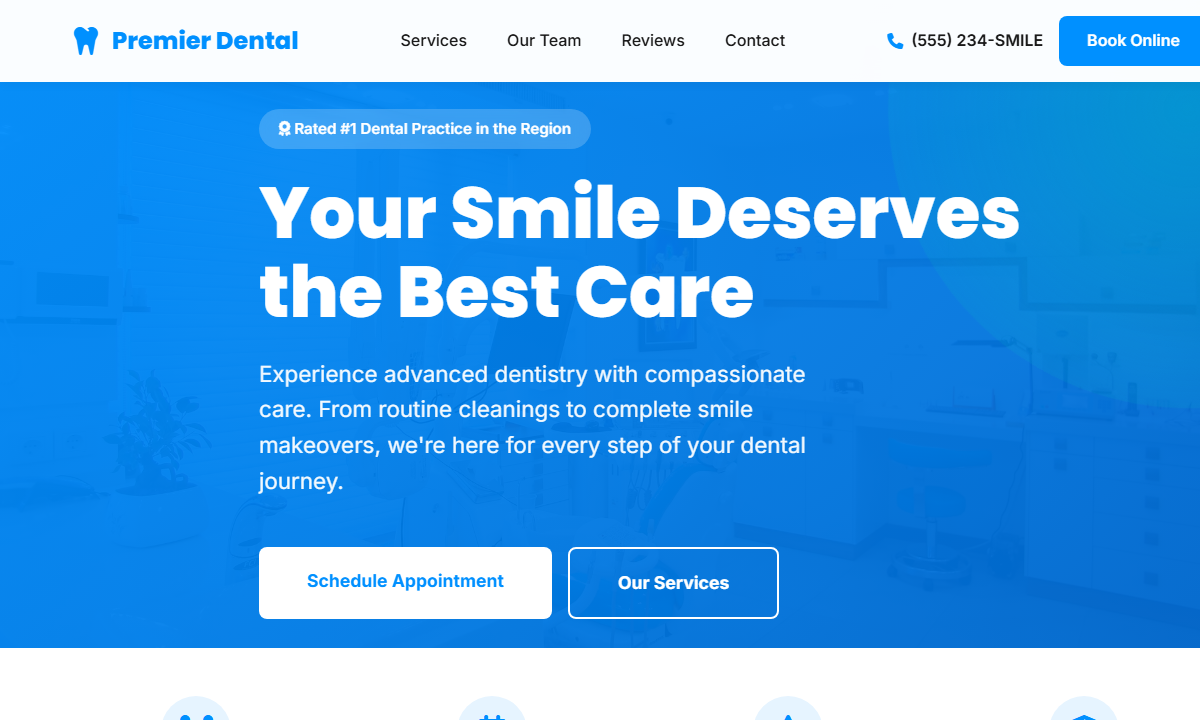 Premier Dental
Services
Our Team
Reviews
Contact
(555) 234-SMILE
Book Online
Rated #1 Dental Practice in the Region
Your Smile Deserves
the Best Care
Experience advanced dentistry with compassionate
care. From routine cleanings to complete smile
makeovers, we're here for every step of your dental
journey.
Schedule Appointment
Our Services